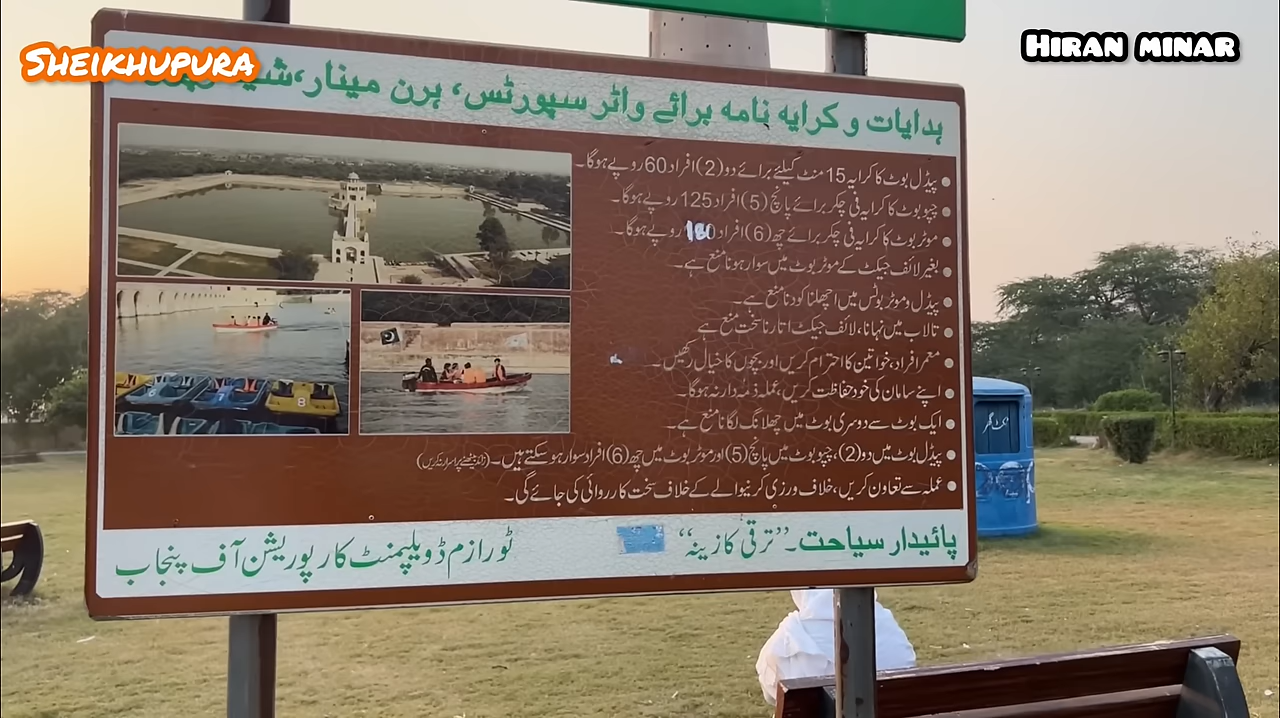 Sheikhupura
Hiran minar
ہدایات و کرایہ نامہ برائے واٹر سپورٹس، ہرن مینار،
پیڈل بوٹ کا کرایہ 15 منٹ کیلئے برائے دو (2) افراد 60 روپے ہوگا۔
چپو بوٹ کا کرایہ فی چکر برائے پانچ (5) افراد 125 روپے ہوگا۔
موٹر بوٹ کا کرایہ فی چکر برائے چھ (6) افراد روپے ہوگا۔
بغیر لائف جیکٹ کے موٹر بوٹ میں سوار ہونا منع ہے۔
پیڈل و موٹر بوٹس میں اچھلنا کودنا منع ہے۔
تالاب میں نہانا، لائف جیکٹ اتارنا سخت منع ہے
معمر افراد، خواتین کا احترام کریں اور بچوں کا خیال رکھیں۔
اپنے سامان کی خود حفاظت کریں، عملہ ذمہ دار نہ ہوگا۔
ایک بوٹ سے دوسری بوٹ میں چھلانگ لگانا منع ہے۔
پیڈل بوٹ میں دو (2)، چپو بوٹ میں پانچ (5) اور موٹر بوٹ میں چھ (6) افراد سوار ہو سکتے ہیں۔
عملہ سے تعاون کریں، خلاف ورزی کرنیوالے کے خلاف سخت کارروائی کی جائے گی۔
پائیدار سیاحت۔ ”ترقی کا زینہ“
ٹورازم ڈویلپمنٹ کارپوریشن آف پنجاب